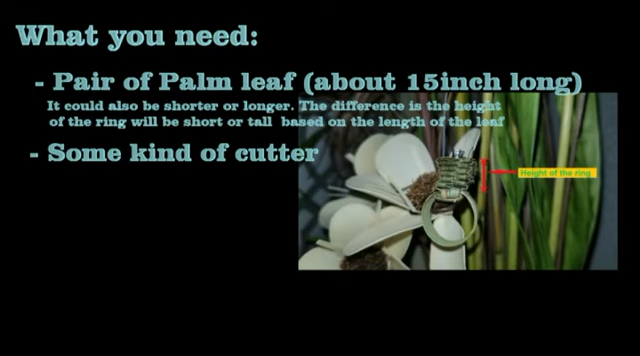 What you need:
- Pair of Palm leaf (about 15inch long)
It could also be shorter or longer. The difference is the height
of the ring will be short or tall based on the length of the leaf
- Some kind of cutter
Height of the ring